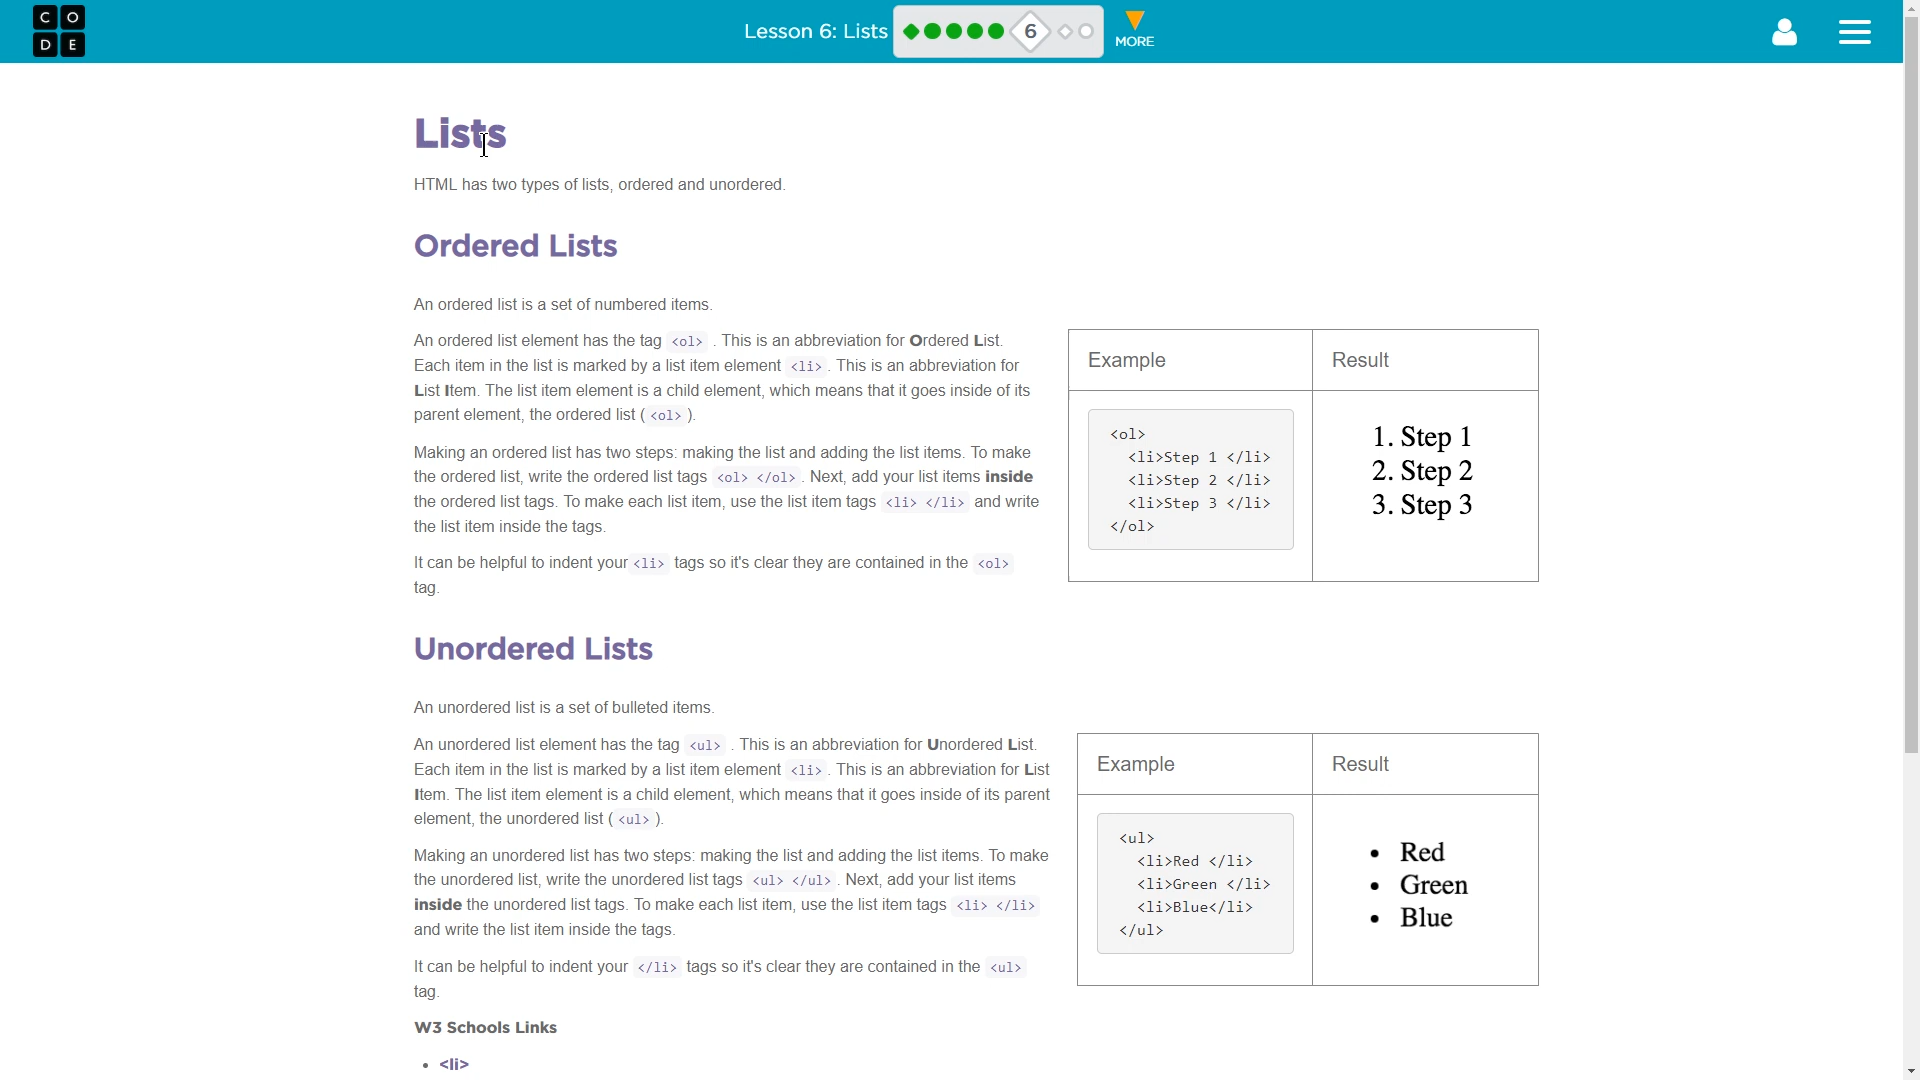 C O
D E
Lesson 6: Lists
6
MORE
Lists
HTML has two types of lists, ordered and unordered.
Ordered Lists
An ordered list is a set of numbered items.
An ordered list element has the tag <ol> . This is an abbreviation for Ordered List.
Each item in the list is marked by a list item element <li> . This is an abbreviation for
List Item. The list item element is a child element, which means that it goes inside of its
parent element, the ordered list ( <ol> ).
Making an ordered list has two steps: making the list and adding the list items. To make
the ordered list, write the ordered list tags <ol> </ol> . Next, add your list items inside
the ordered list tags. To make each list item, use the list item tags <li> </li> and write
the list item inside the tags.
It can be helpful to indent your <li> tags so it's clear they are contained in the <ol>
tag.
Example
Result
<ol>
<li>Step 1 </li>
<li>Step 2 </li>
<li>Step 3 </li>
</ol>
1. Step 1
2. Step 2
3. Step 3
Unordered Lists
An unordered list is a set of bulleted items.
An unordered list element has the tag <ul> . This is an abbreviation for Unordered List.
Each item in the list is marked by a list item element <li> . This is an abbreviation for List
Item. The list item element is a child element, which means that it goes inside of its parent
element, the unordered list ( <ul> ).
Making an unordered list has two steps: making the list and adding the list items. To make
the unordered list, write the unordered list tags <ul> </ul> . Next, add your list items
inside the unordered list tags. To make each list item, use the list item tags <li> </li>
and write the list item inside the tags.
It can be helpful to indent your </li> tags so it's clear they are contained in the <ul>
tag.
Example
Result
<ul>
<li>Red </li>
<li>Green </li>
<li>Blue</li>
</ul>
• Red
• Green
• Blue
W3 Schools Links
• <li>